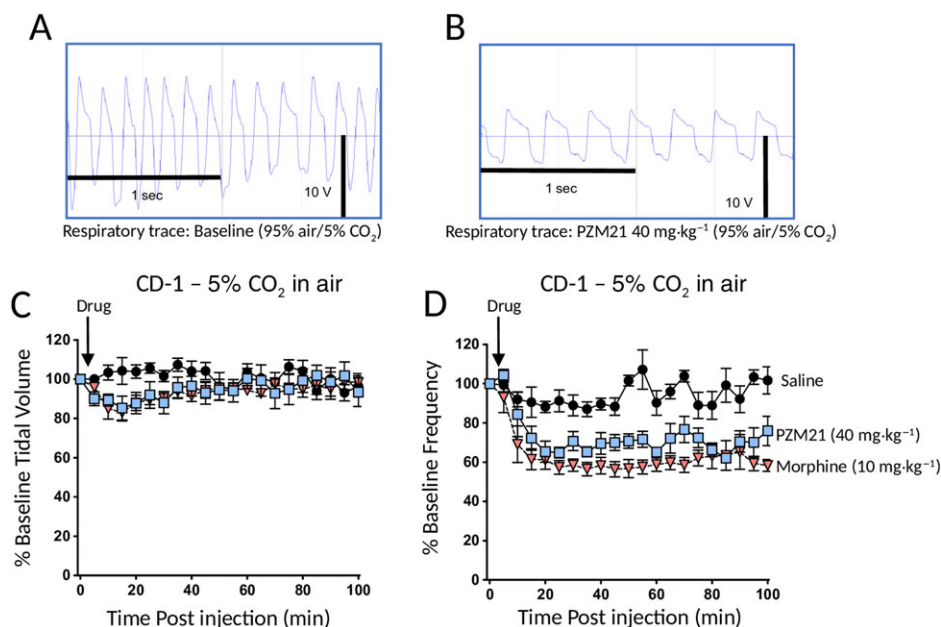 A
1 sec
10 V
Respiratory trace: Baseline (95% air/5% CO₂)
B
1 sec
10 V
Respiratory trace: PZM21 40 mg·kg⁻¹ (95% air/5% CO₂)
C
CD-1 – 5% CO₂ in air
Drug
% Baseline Tidal Volume
120
100
80
60
40
20
0
0 20 40 60 80 100
Time Post injection (min)
D
CD-1 – 5% CO₂ in air
Drug
% Baseline Frequency
120
100
80
60
40
20
0
0 20 40 60 80 100
Time Post injection (min)
Saline
PZM21 (40 mg·kg⁻¹)
Morphine (10 mg·kg⁻¹)